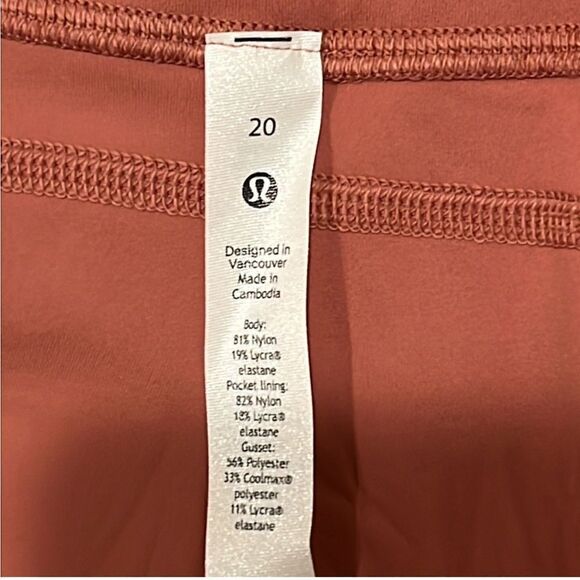 20
Designed in
Vancouver
Made in
Cambodia
Body:
81% Nylon
19% Lycra®
elastane
Pocket lining:
82% Nylon
18% Lycra®
elastane
Gusset:
56% Polyester
33% Coolmax®
polyester
11% Lycra®
elastane